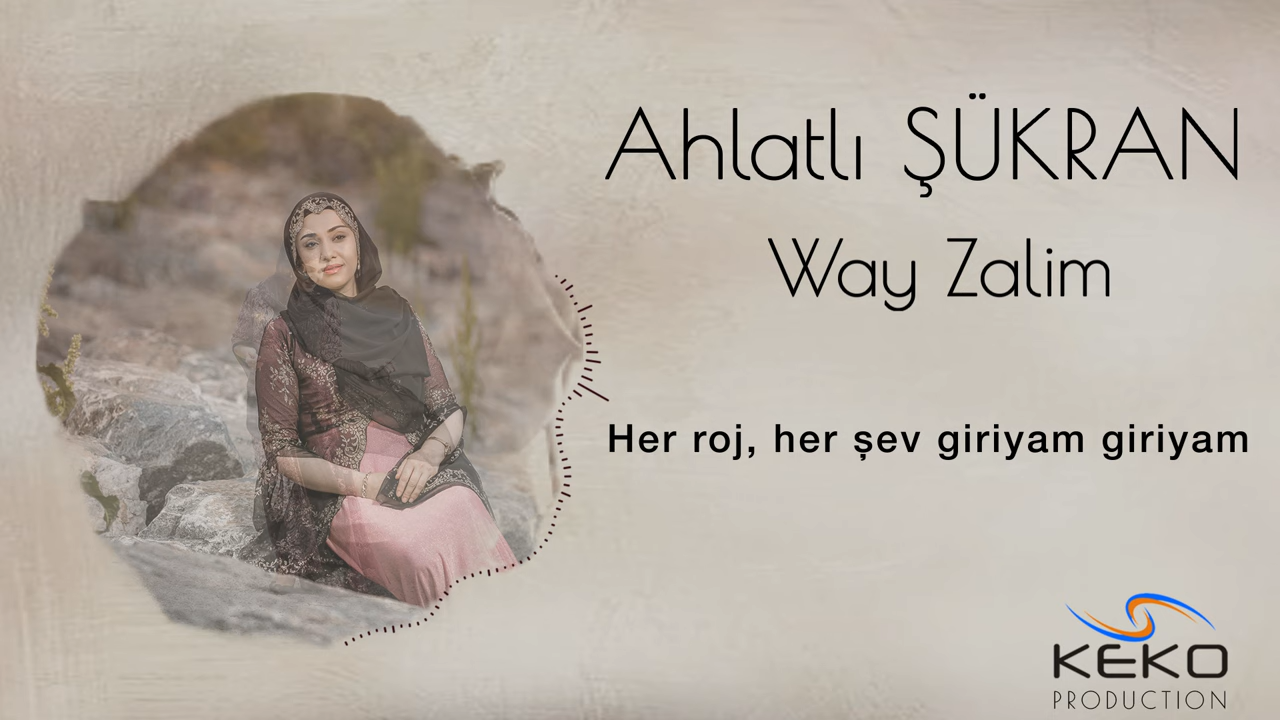 Ahlatlı ŞÜKRAN
Way Zalim
Her roj, her şev giriyam giriyam
KEKO
PRODUCTION